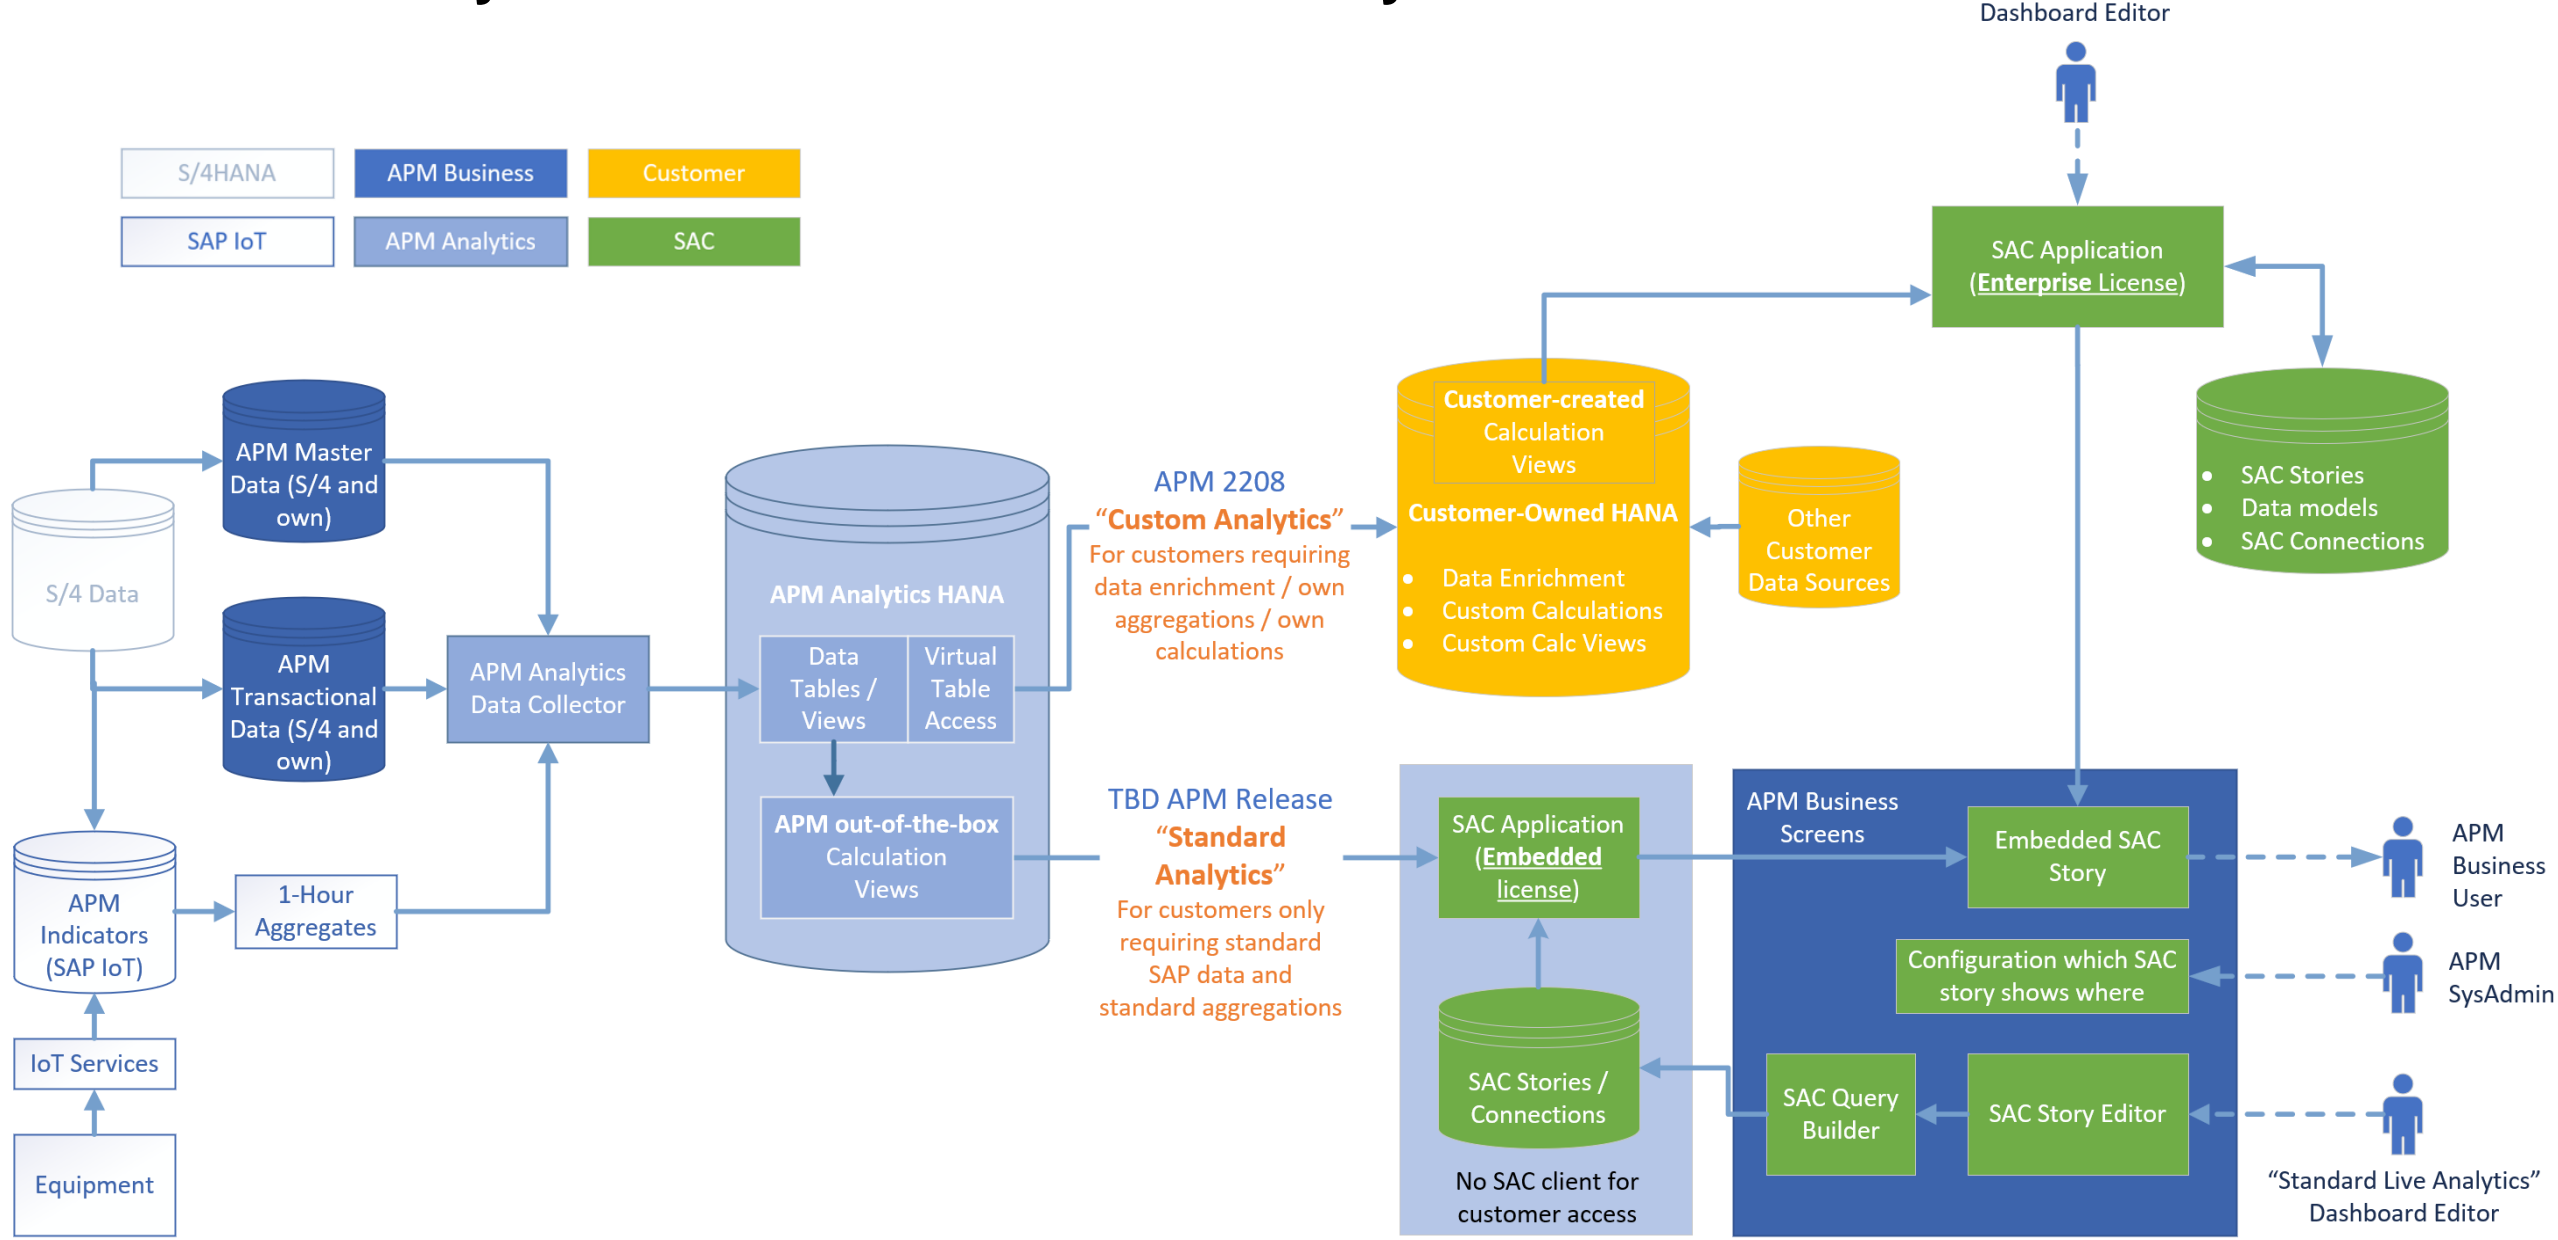 Dashboard Editor
S/4HANA
APM Business
Customer
SAP IoT
APM Analytics
SAC
SAC Application
(Enterprise License)
APM Master
Data (S/4 and
own)
S/4 Data
APM
Transactional
Data (S/4 and
own)
APM Analytics
Data Collector
APM
Indicators
(SAP IoT)
1-Hour
Aggregates
IoT Services
Equipment
APM Analytics HANA
Data
Tables /
Views
Virtual
Table
Access
APM out-of-the-box
Calculation
Views
APM 2208
“Custom Analytics”
For customers requiring
data enrichment / own
aggregations / own
calculations
TBD APM Release
“Standard
Analytics”
For customers only
requiring standard
SAP data and
standard aggregations
Customer-created
Calculation
Views
Customer-Owned HANA
• Data Enrichment
• Custom Calculations
• Custom Calc Views
Other
Customer
Data Sources
• SAC Stories
• Data models
• SAC Connections
SAC Application
(Embedded
license)
SAC Stories /
Connections
No SAC client for
customer access
APM Business
Screens
Embedded SAC
Story
Configuration which SAC
story shows where
SAC Query
Builder
SAC Story Editor
APM
Business
User
APM
SysAdmin
“Standard Live Analytics”
Dashboard Editor